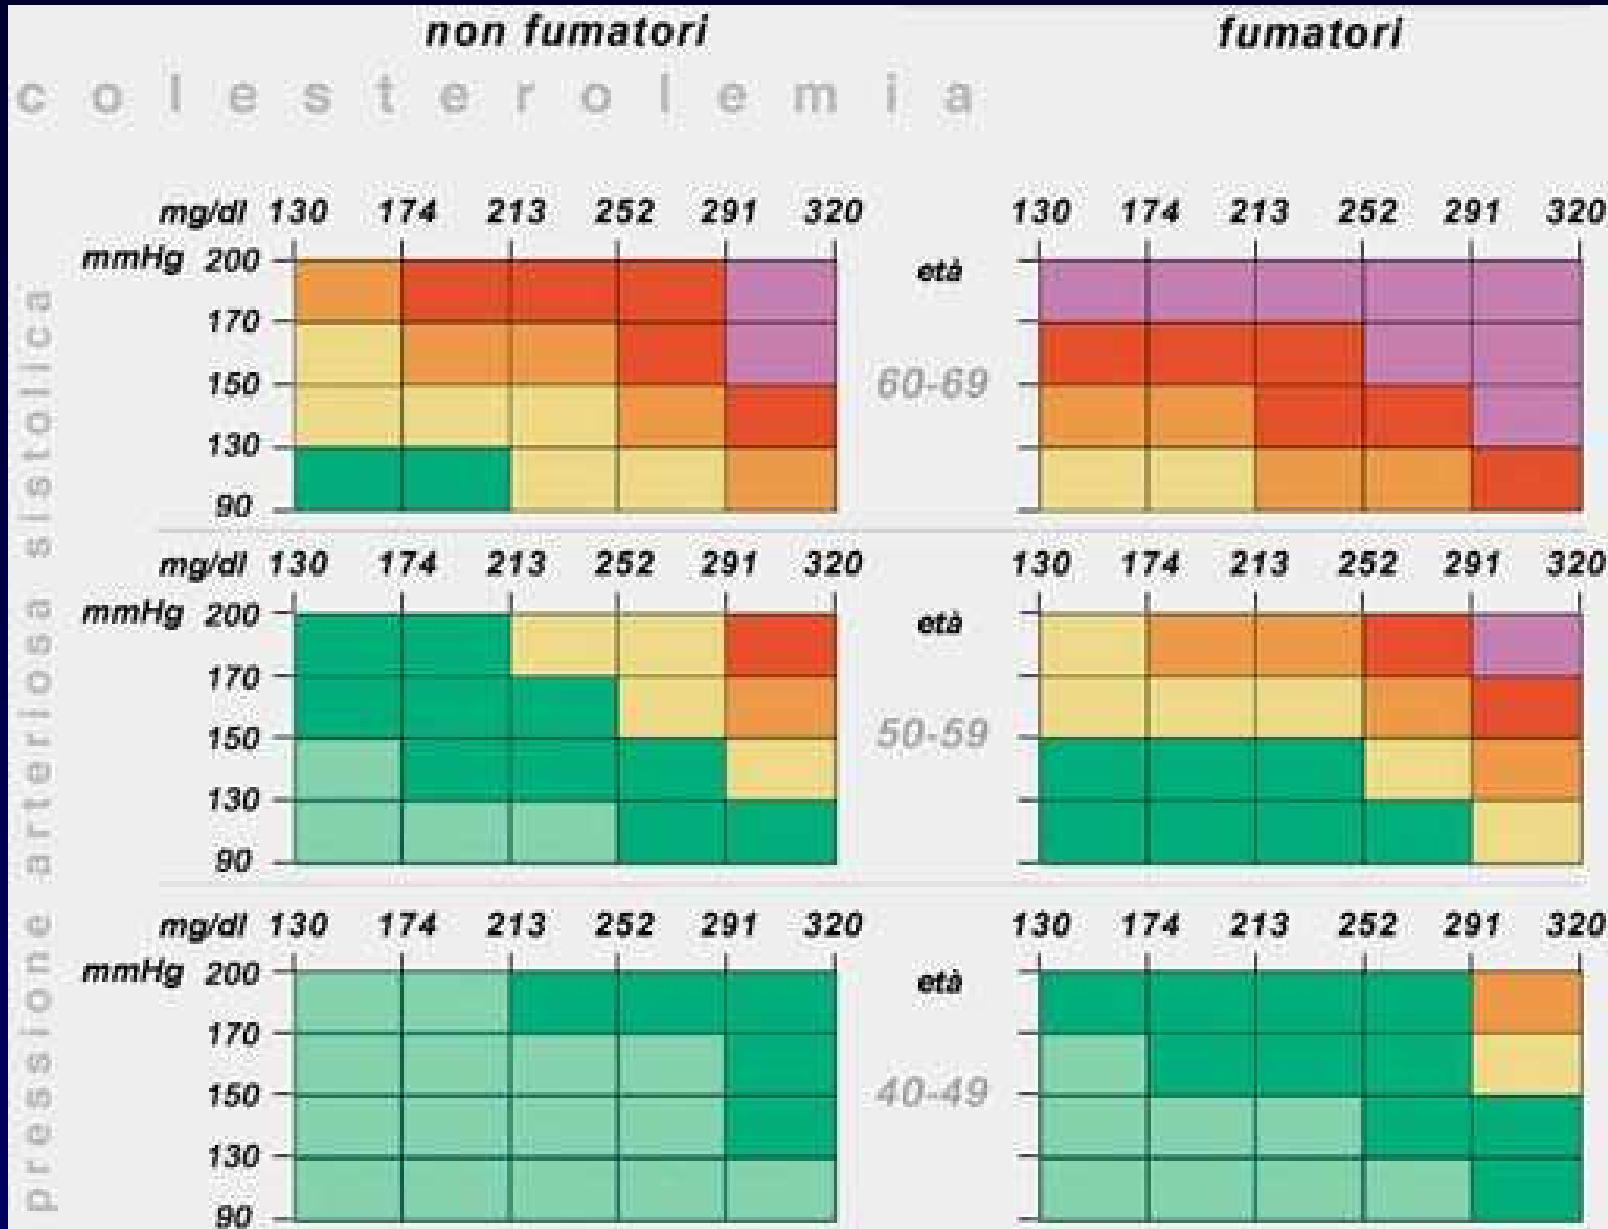 non fumatori fumatori
colesterolemia
pressione arteriosa sistolica
mg/dl 130 174 213 252 291 320 130 174 213 252 291 320
mmHg 200 età
170
150 60-69
130
90
mg/dl 130 174 213 252 291 320 130 174 213 252 291 320
mmHg 200 età
170
150 50-59
130
90
mg/dl 130 174 213 252 291 320 130 174 213 252 291 320
mmHg 200 età
170
150 40-49
130
90